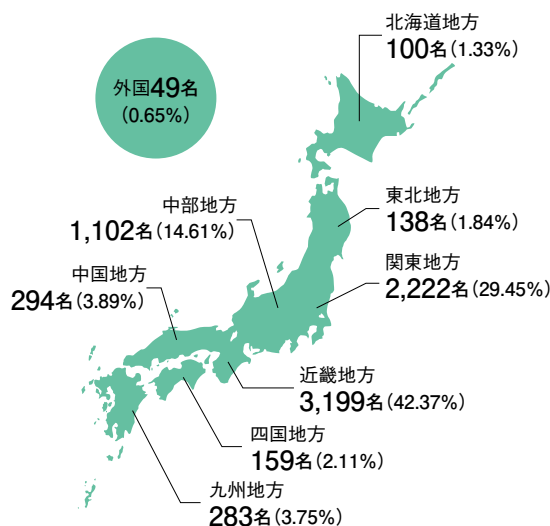 北海道地方
100名(1.33%)
外国49名
(0.65%)
東北地方
138名(1.84%)
中部地方
1,102名(14.61%)
関東地方
2,222名(29.45%)
中国地方
294名(3.89%)
近畿地方
3,199名(42.37%)
四国地方
159名(2.11%)
九州地方
283名(3.75%)